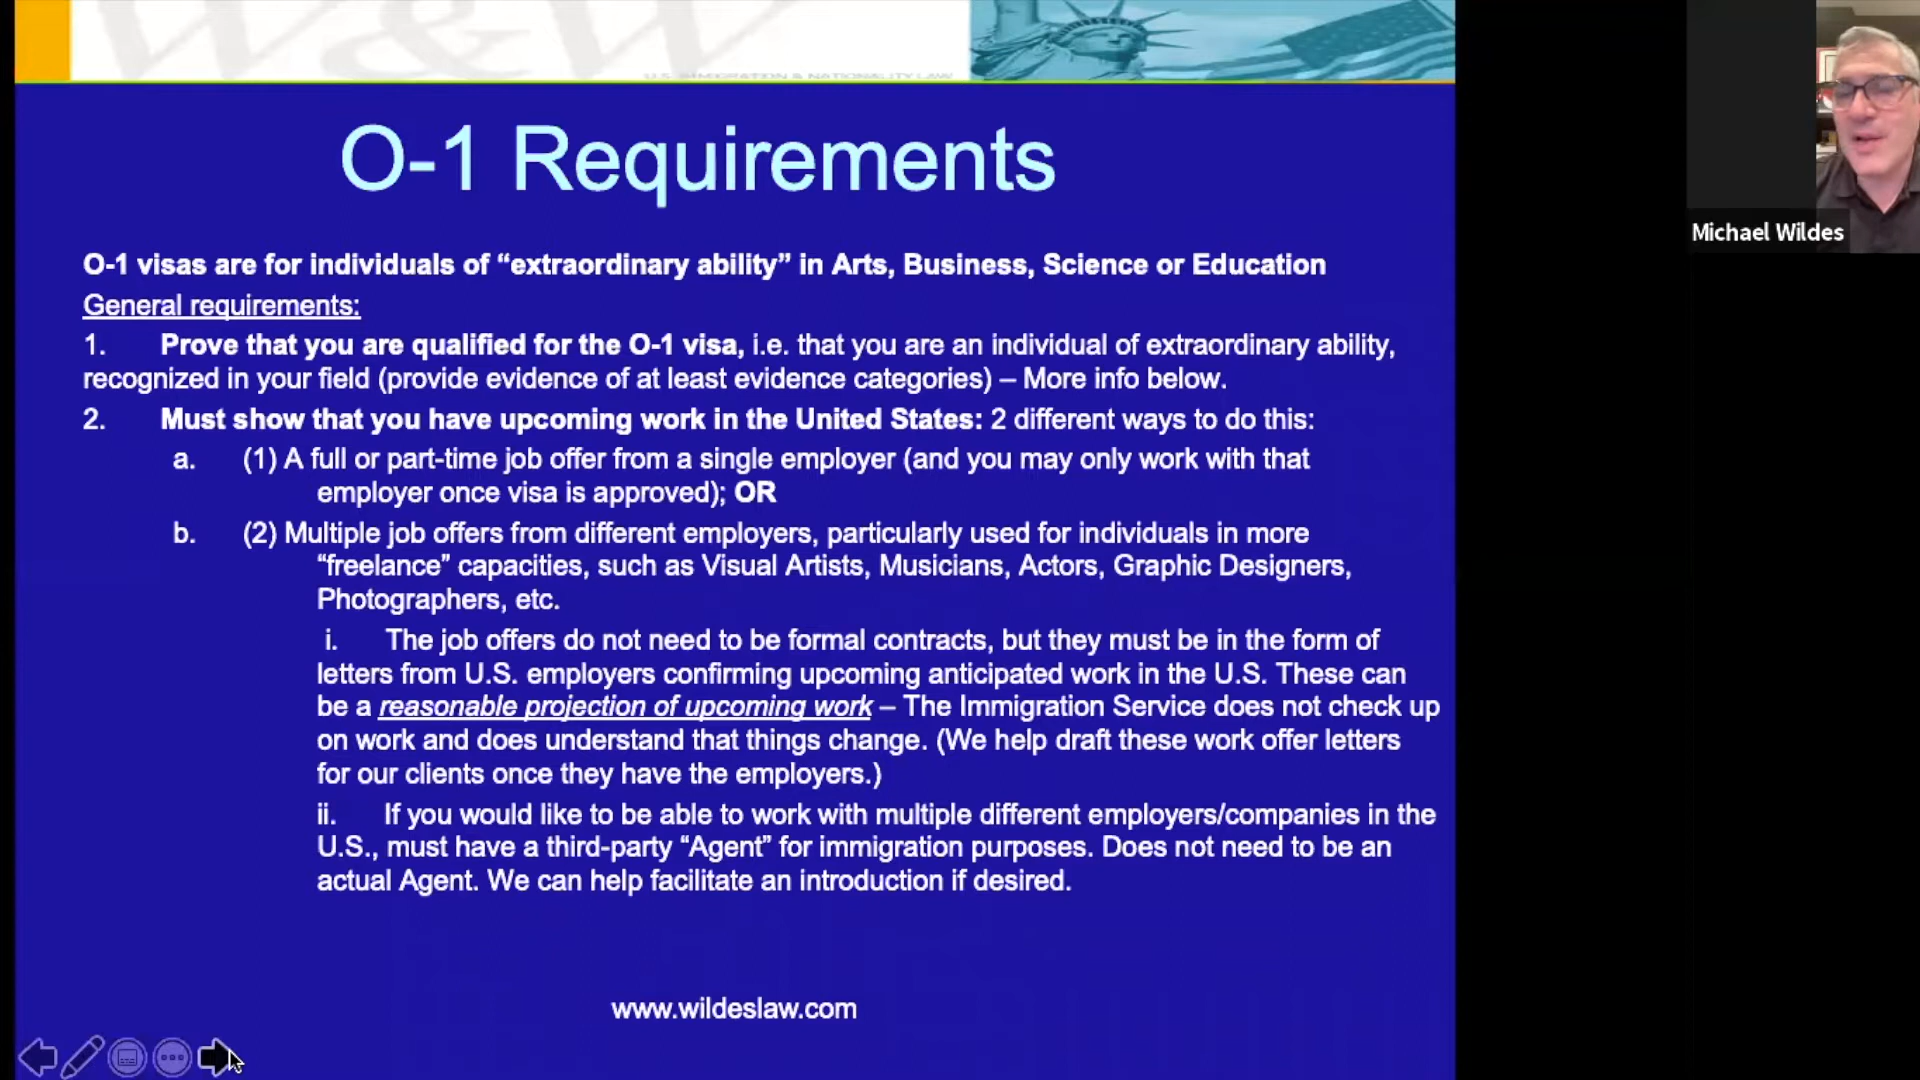 W&W
U.S. IMMIGRATION & NATIONALITY LAW
O-1 Requirements
Michael Wildes
O-1 visas are for individuals of “extraordinary ability” in Arts, Business, Science or Education
General requirements:
1. Prove that you are qualified for the O-1 visa, i.e. that you are an individual of extraordinary ability,
recognized in your field (provide evidence of at least evidence categories) – More info below.
2. Must show that you have upcoming work in the United States: 2 different ways to do this:
a. (1) A full or part-time job offer from a single employer (and you may only work with that
employer once visa is approved); OR
b. (2) Multiple job offers from different employers, particularly used for individuals in more
“freelance” capacities, such as Visual Artists, Musicians, Actors, Graphic Designers,
Photographers, etc.
i. The job offers do not need to be formal contracts, but they must be in the form of
letters from U.S. employers confirming upcoming anticipated work in the U.S. These can
be a reasonable projection of upcoming work – The Immigration Service does not check up
on work and does understand that things change. (We help draft these work offer letters
for our clients once they have the employers.)
ii. If you would like to be able to work with multiple different employers/companies in the
U.S., must have a third-party “Agent” for immigration purposes. Does not need to be an
actual Agent. We can help facilitate an introduction if desired.
www.wildeslaw.com